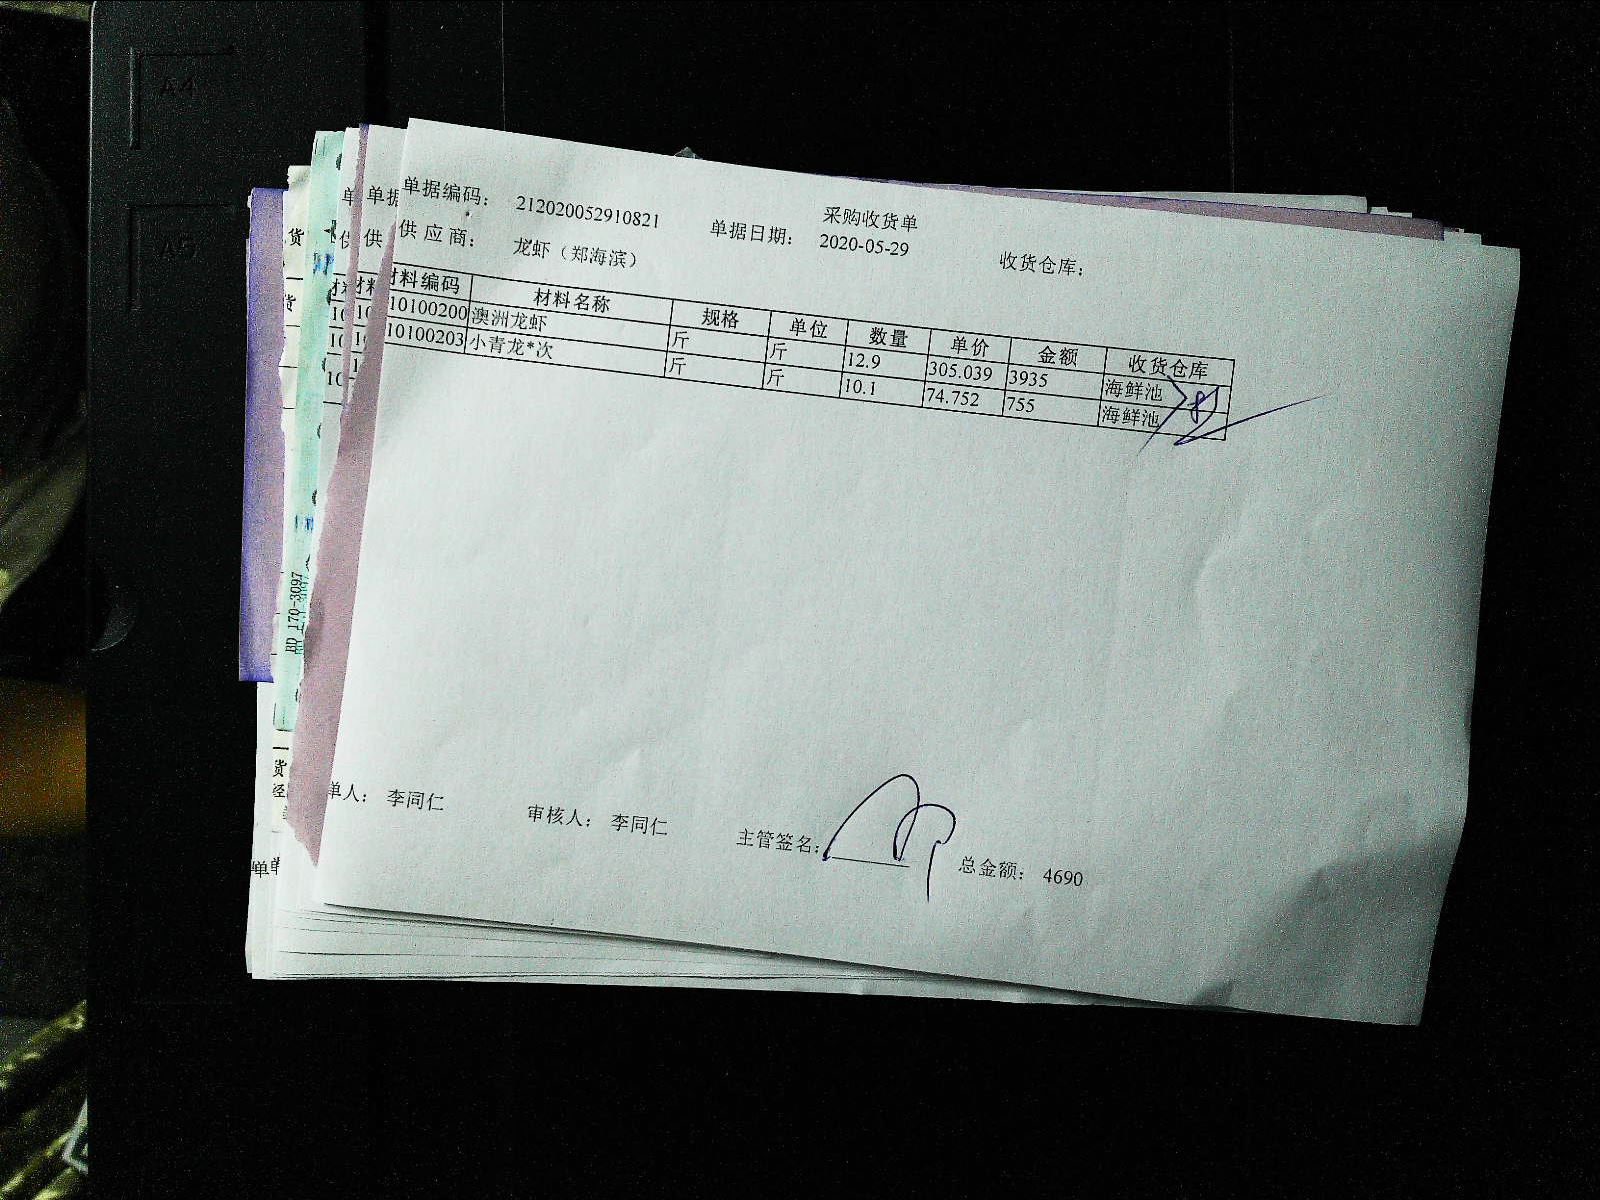 采购收货单
单据编码： 212020052910821 单据日期： 2020-05-29 收货仓库：
供应商： 龙虾（郑海滨）
材料编码 材料名称 规格 单位 数量 单价 金额 收货仓库
10100200 澳洲龙虾 斤 斤 12.9 305.039 3935 海鲜池
10100203 小青龙*次 斤 斤 10.1 74.752 755 海鲜池
单人： 李同仁 审核人： 李同仁 主管签名： 总金额： 4690
A4
A5
170-3097